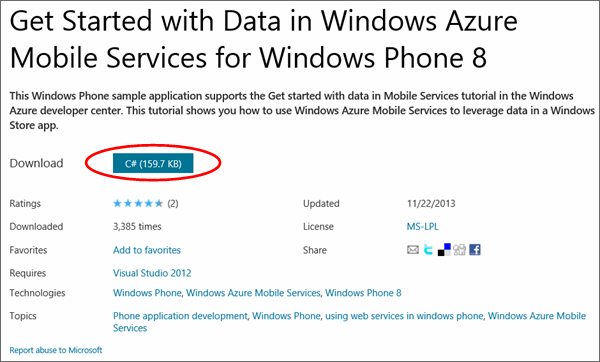 Get Started with Data in Windows Azure
Mobile Services for Windows Phone 8
This Windows Phone sample application supports the Get started with data in Mobile Services tutorial in the Windows
Azure developer center. This tutorial shows you how to use Windows Azure Mobile Services to leverage data in a Windows
Store app.
Download C# (159.7 KB)
Ratings (2) Updated 11/22/2013
Downloaded 3,385 times License MS-LPL
Favorites Add to favorites Share
Requires Visual Studio 2012
Technologies Windows Phone, Windows Azure Mobile Services, Windows Phone 8
Topics Phone application development, Windows Phone, using web services in windows phone, Windows Azure Mobile
Services
Report abuse to Microsoft